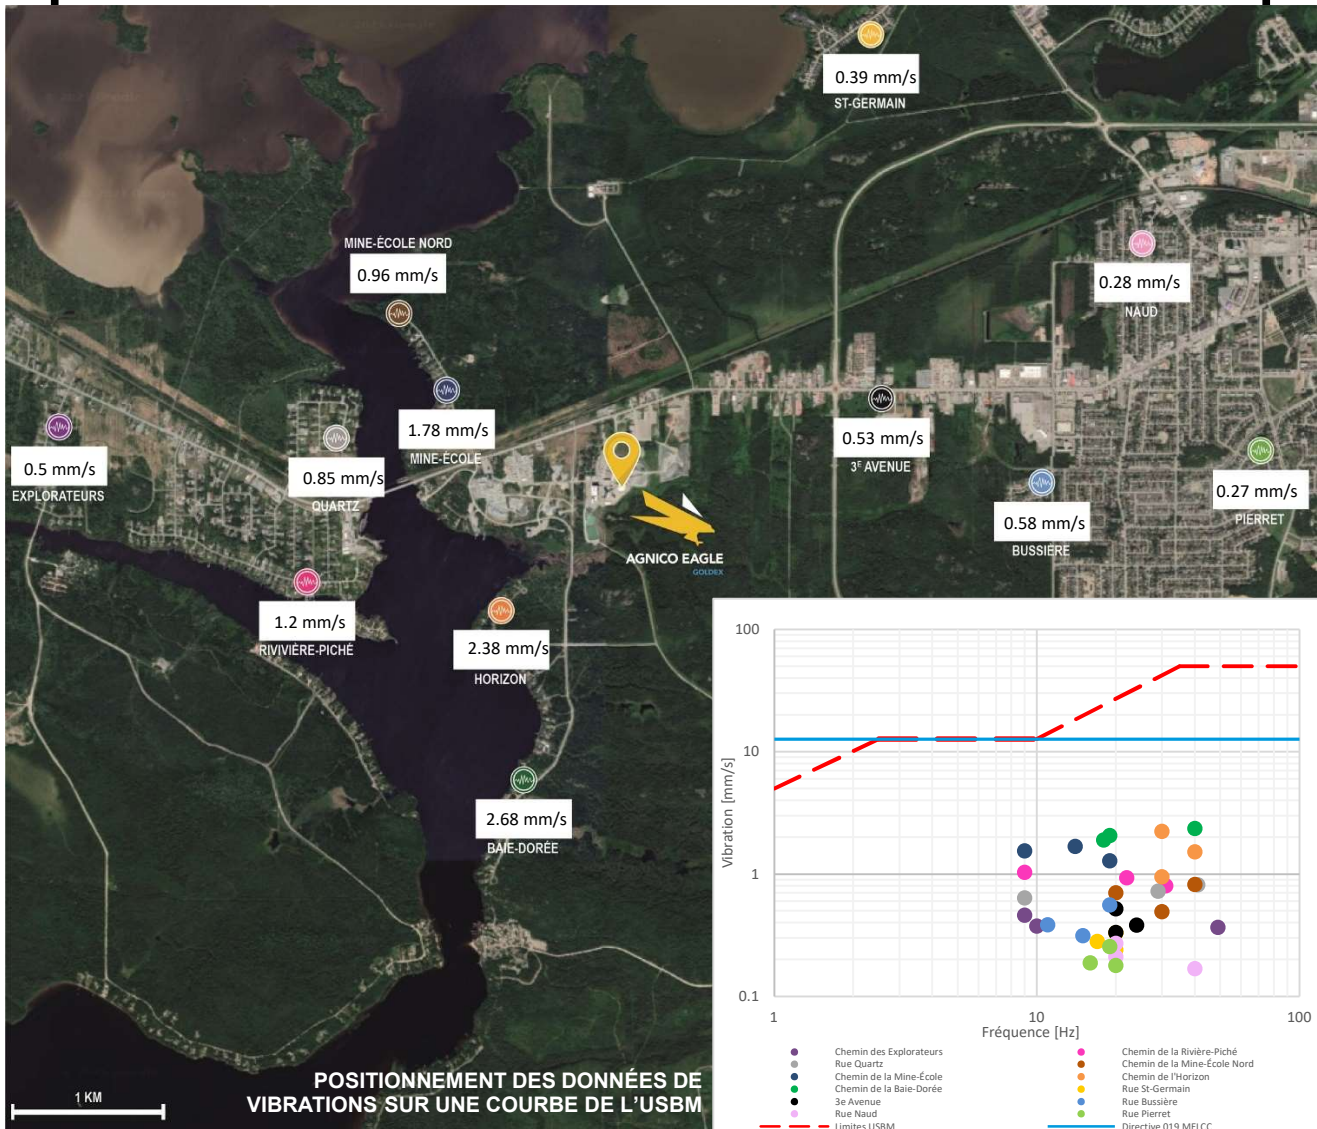 0.39 mm/s
ST-GERMAIN
MINE-ÉCOLE NORD
0.96 mm/s
0.28 mm/s
NAUD
1.78 mm/s
MINE-ÉCOLE
0.5 mm/s
EXPLORATEURS
0.85 mm/s
QUARTZ
0.53 mm/s
3E AVENUE
0.58 mm/s
BUSSIÈRE
0.27 mm/s
PIERRET
AGNICO EAGLE
GOLDEX
1.2 mm/s
RIVIVIÈRE-PICHÉ
2.38 mm/s
HORIZON
2.68 mm/s
BAIE-DORÉE
POSITIONNEMENT DES DONNÉES DE
VIBRATIONS SUR UNE COURBE DE L'USBM
1 KM
100
10
1
0.1
Vibration [mm/s]
1
10
100
Fréquence [Hz]
Chemin des Explorateurs
Chemin de la Rivière-Piché
Rue Quartz
Chemin de la Mine-École Nord
Chemin de la Mine-École
Chemin de l'Horizon
Chemin de la Baie-Dorée
Rue St-Germain
3e Avenue
Rue Bussière
Rue Naud
Rue Pierret
Limites USBM
Directive 019 MELCC